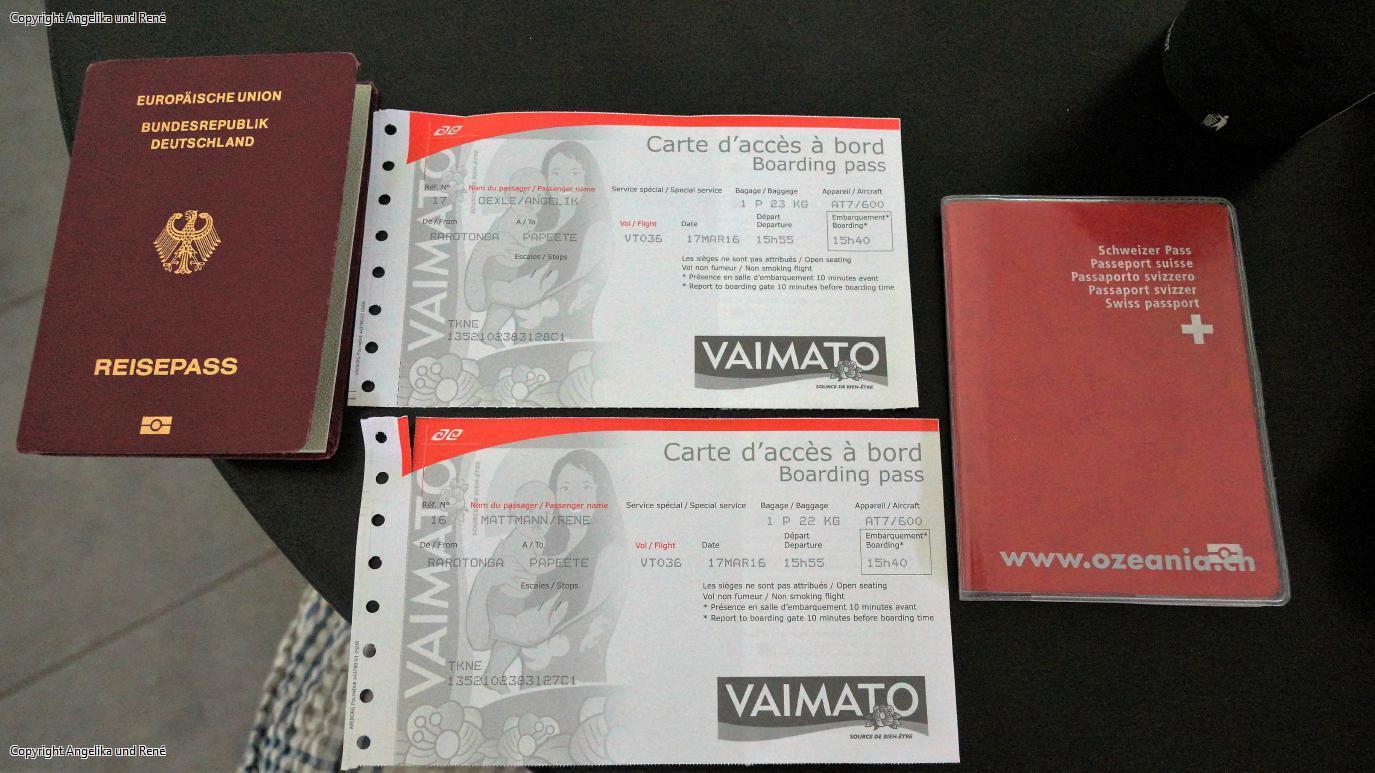 Copyright Angelika und René
EUROPÄISCHE UNION
BUNDESREPUBLIK
DEUTSCHLAND
REISEPASS
Carte d'accès à bord
Boarding pass
Réf. N° Nom du passager / Passenger name Service spécial / Special service Bagage / Baggage Appareil / Aircraft
17 OEXLE/ANGELIK 1 P 23 KG AT7/600
De / From A / To Vol / Flight Date Départ Departure Embarquement* Boarding*
RAROTONGA PAPEETE VT036 17MAR16 15h55 15h40
Escales / Stops
Les sièges ne sont pas attribués / Open seating
Vol non fumeur / Non smoking flight
* Présence en salle d'embarquement 10 minutes avant
* Report to boarding gate 10 minutes before boarding time
TKNE
1352102383128C1
VAIMATO
VAIMATO
SOURCE DE BIEN-ÊTRE
Carte d'accès à bord
Boarding pass
Réf. N° Nom du passager / Passenger name Service spécial / Special service Bagage / Baggage Appareil / Aircraft
16 MATTMANN/RENE 1 P 22 KG AT7/600
De / From A / To Vol / Flight Date Départ Departure Embarquement* Boarding*
RAROTONGA PAPEETE VT036 17MAR16 15h55 15h40
Escales / Stops
Les sièges ne sont pas attribués / Open seating
Vol non fumeur / Non smoking flight
* Présence en salle d'embarquement 10 minutes avant
* Report to boarding gate 10 minutes before boarding time
TKNE
1352102383127C1
VAIMATO
VAIMATO
SOURCE DE BIEN-ÊTRE
Schweizer Pass
Passeport suisse
Passaporto svizzero
Passaport svizzer
Swiss passport
www.ozeania.ch
Copyright Angelika und René